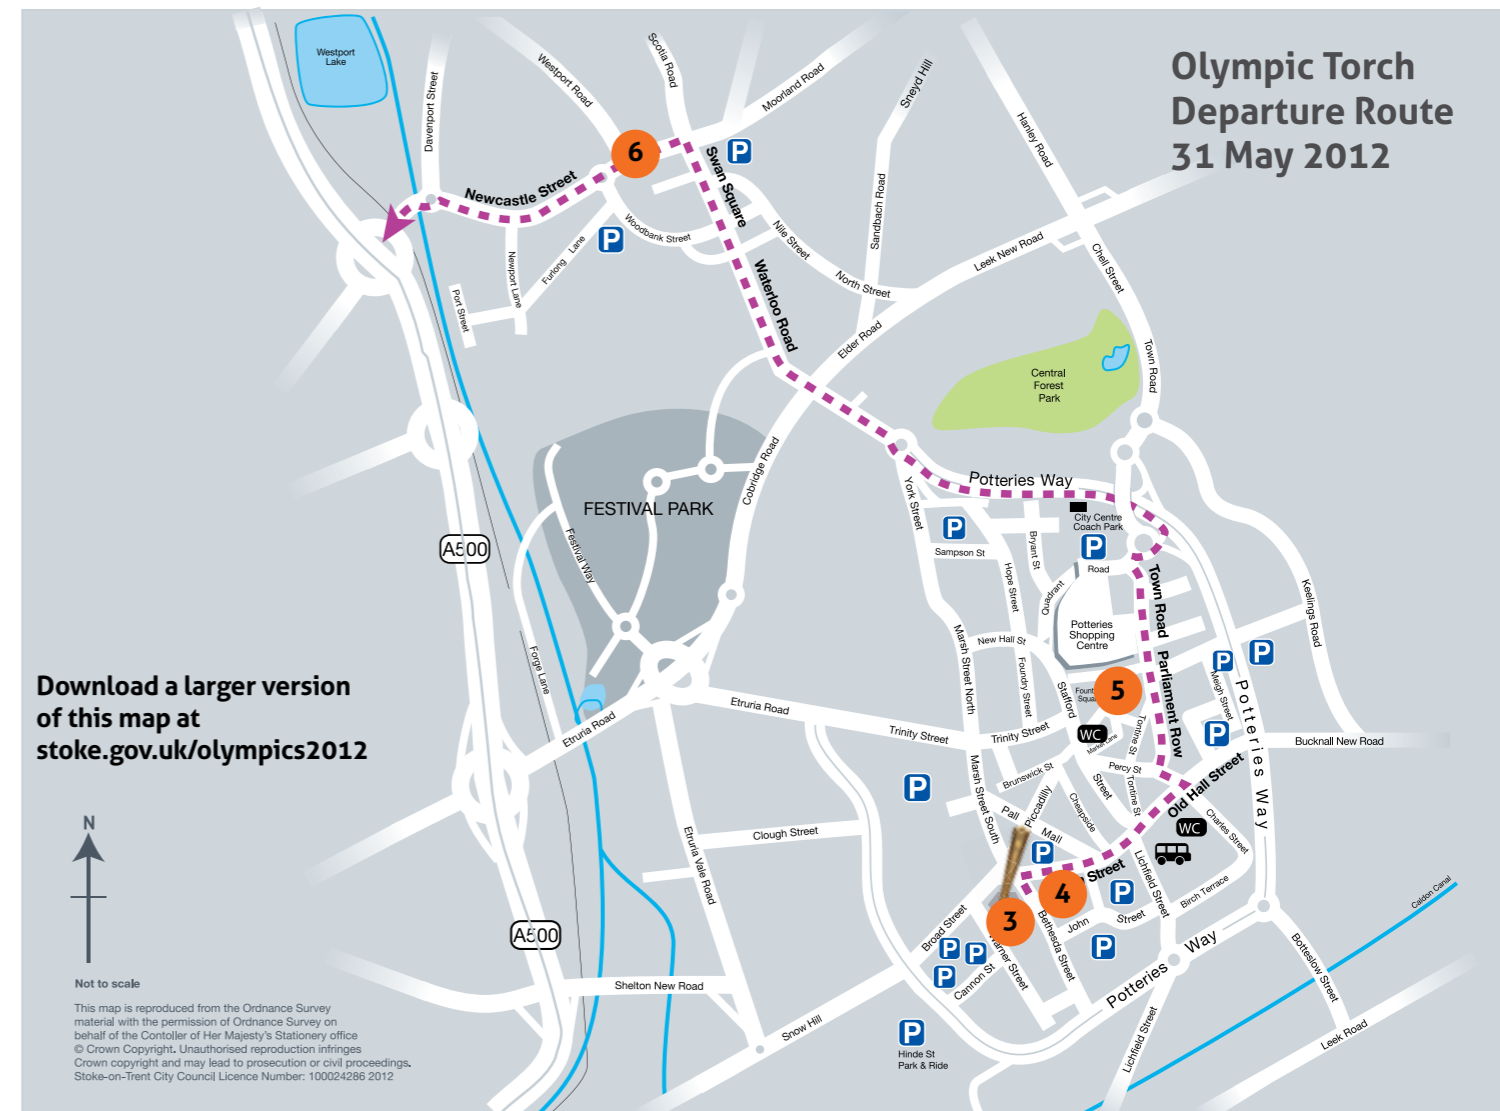 Olympic Torch
Departure Route
31 May 2012
Westport
Lake
Davenport Street
Westport Road
Scotia Road
Moorland Road
Sneyd Hill
Hanley Road
6
P
Swan Square
Newcastle Street
Woodbank Street
P
Furlong Lane
Newport Lane
Port Street
Nile Street
Sandbach Road
North Street
Leek New Road
Chell Street
Waterloo Road
Elder Road
Town Road
Central
Forest
Park
Cobridge Road
FESTIVAL PARK
Festival Way
A500
Potteries Way
York Street
City Centre
Coach Park
P
P
Sampson St
Bryant St
Road
Hope Street
Quadrant
Town Road
Keelings Road
Potteries
Shopping
Centre
New Hall St
Marsh Street North
Foundry Street
Stafford
Street
5
Parliament Row
P
P
Meigh Street
Potteries Way
Forge Lane
Download a larger version
of this map at
stoke.gov.uk/olympics2012
Etruria Road
Etruria Road
Trinity Street
Trinity Street
WC
Market Lane
Tontine St
P
Bucknall New Road
Percy St
Tontine St
Old Hall Street
Brunswick St
Marsh Street South
P
Piccadilly
Pall Mall
Cheapside
WC
Charles Street
Clough Street
Etruria Vale Road
P
Street
Lichfield Street
P
Birch Terrace
4
3
Bethesda Street
John Street
Broad Street
P
P
P
P
Cannon St
Warner Street
Potteries Way
Botteslow Street
Caldon Canal
N
A500
Not to scale
Shelton New Road
Snow Hill
P
Hinde St
Park & Ride
Lichfield Street
Leek Road
This map is reproduced from the Ordnance Survey
material with the permission of Ordnance Survey on
behalf of the Contoller of Her Majesty's Stationery office
© Crown Copyright. Unauthorised reproduction infringes
Crown copyright and may lead to prosecution or civil proceedings.
Stoke-on-Trent City Council Licence Number: 100024286 2012